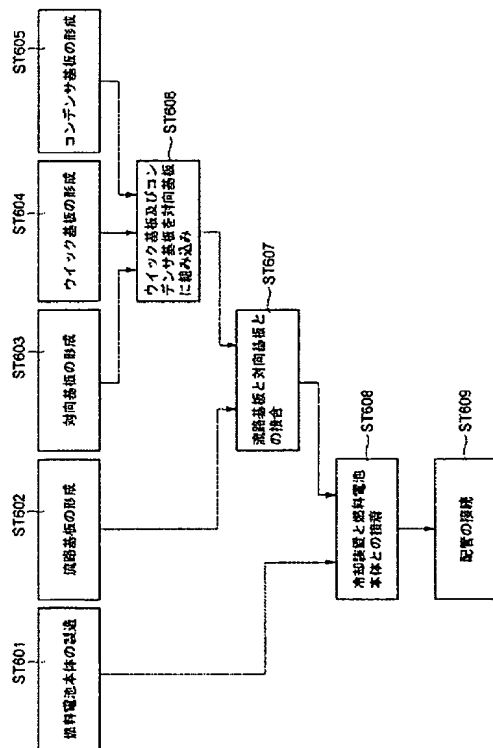 ST601
燃料電池本体の製造
ST602
流路基板の形成
ST603
対向基板の形成
ST604
ウイック基板の形成
ST605
コンデンサ基板の形成
ST606
ウイック基板及びコン
デンサ基板を対向基板
に組み込み
ST607
流路基板と対向基板と
の接合
ST608
冷却装置と燃料電池
本体との接着
ST609
配管の接続